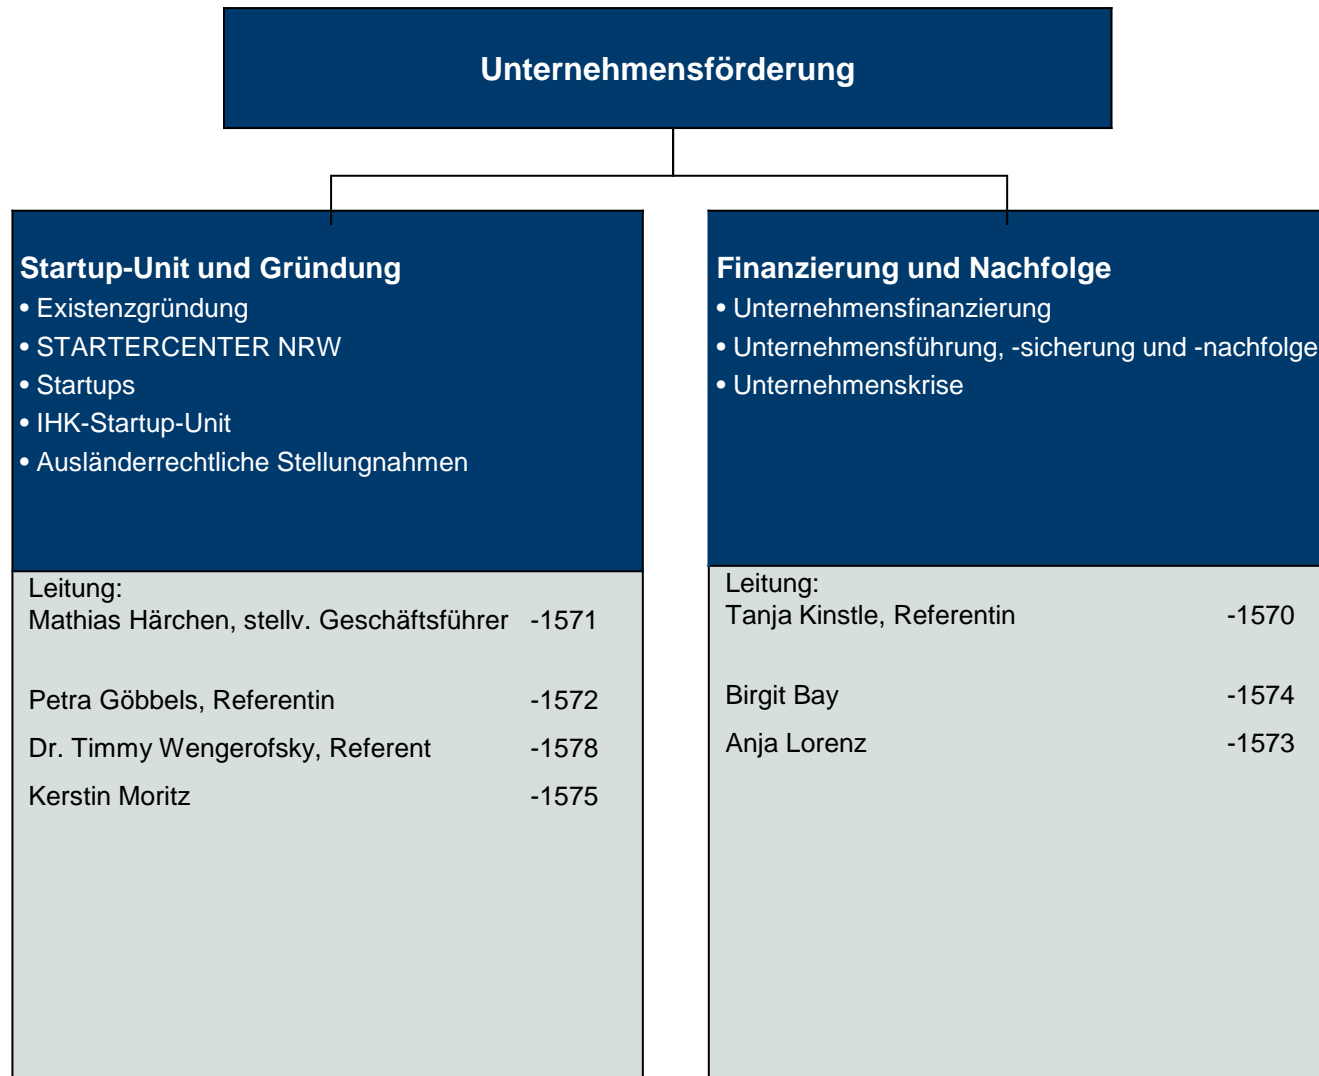 Unternehmensförderung
Startup-Unit und Gründung
• Existenzgründung
• STARTERCENTER NRW
• Startups
• IHK-Startup-Unit
• Ausländerrechtliche Stellungnahmen
Leitung:
Mathias Härchen, stellv. Geschäftsführer -1571
Petra Göbbels, Referentin -1572
Dr. Timmy Wengerofsky, Referent -1578
Kerstin Moritz -1575
Finanzierung und Nachfolge
• Unternehmensfinanzierung
• Unternehmensführung, -sicherung und -nachfolge
• Unternehmenskrise
Leitung:
Tanja Kinstle, Referentin -1570
Birgit Bay -1574
Anja Lorenz -1573